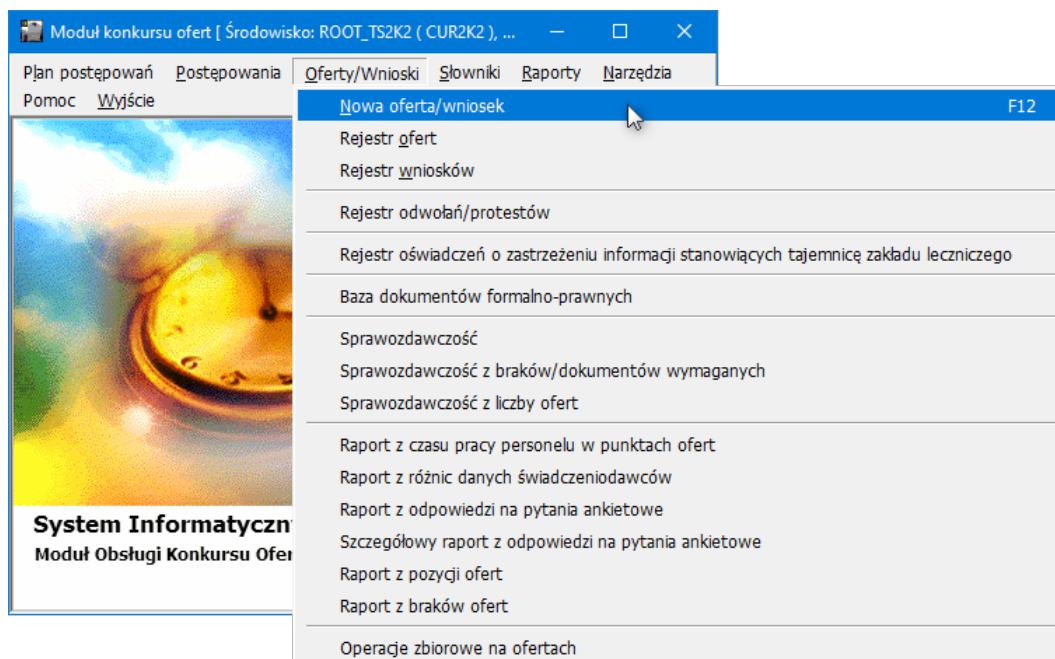 Moduł konkursu ofert [ Środowisko: ROOT_TS2K2 ( CUR2K2 ), ...
Plan postępowań Postępowania Oferty/Wnioski Słowniki Raporty Narzędzia
Pomoc Wyjście
Nowa oferta/wniosek F12
Rejestr ofert
Rejestr wniosków
Rejestr odwołań/protestów
Rejestr oświadczeń o zastrzeżeniu informacji stanowiących tajemnicę zakładu leczniczego
Baza dokumentów formalno-prawnych
Sprawozdawczość
Sprawozdawczość z braków/dokumentów wymaganych
Sprawozdawczość z liczby ofert
Raport z czasu pracy personelu w punktach ofert
Raport z różnic danych świadczeniodawców
Raport z odpowiedzi na pytania ankietowe
Szczegółowy raport z odpowiedzi na pytania ankietowe
Raport z pozycji ofert
Raport z braków ofert
Operacje zbiorowe na ofertach
System Informatyczn
Moduł Obsługi Konkursu Ofer